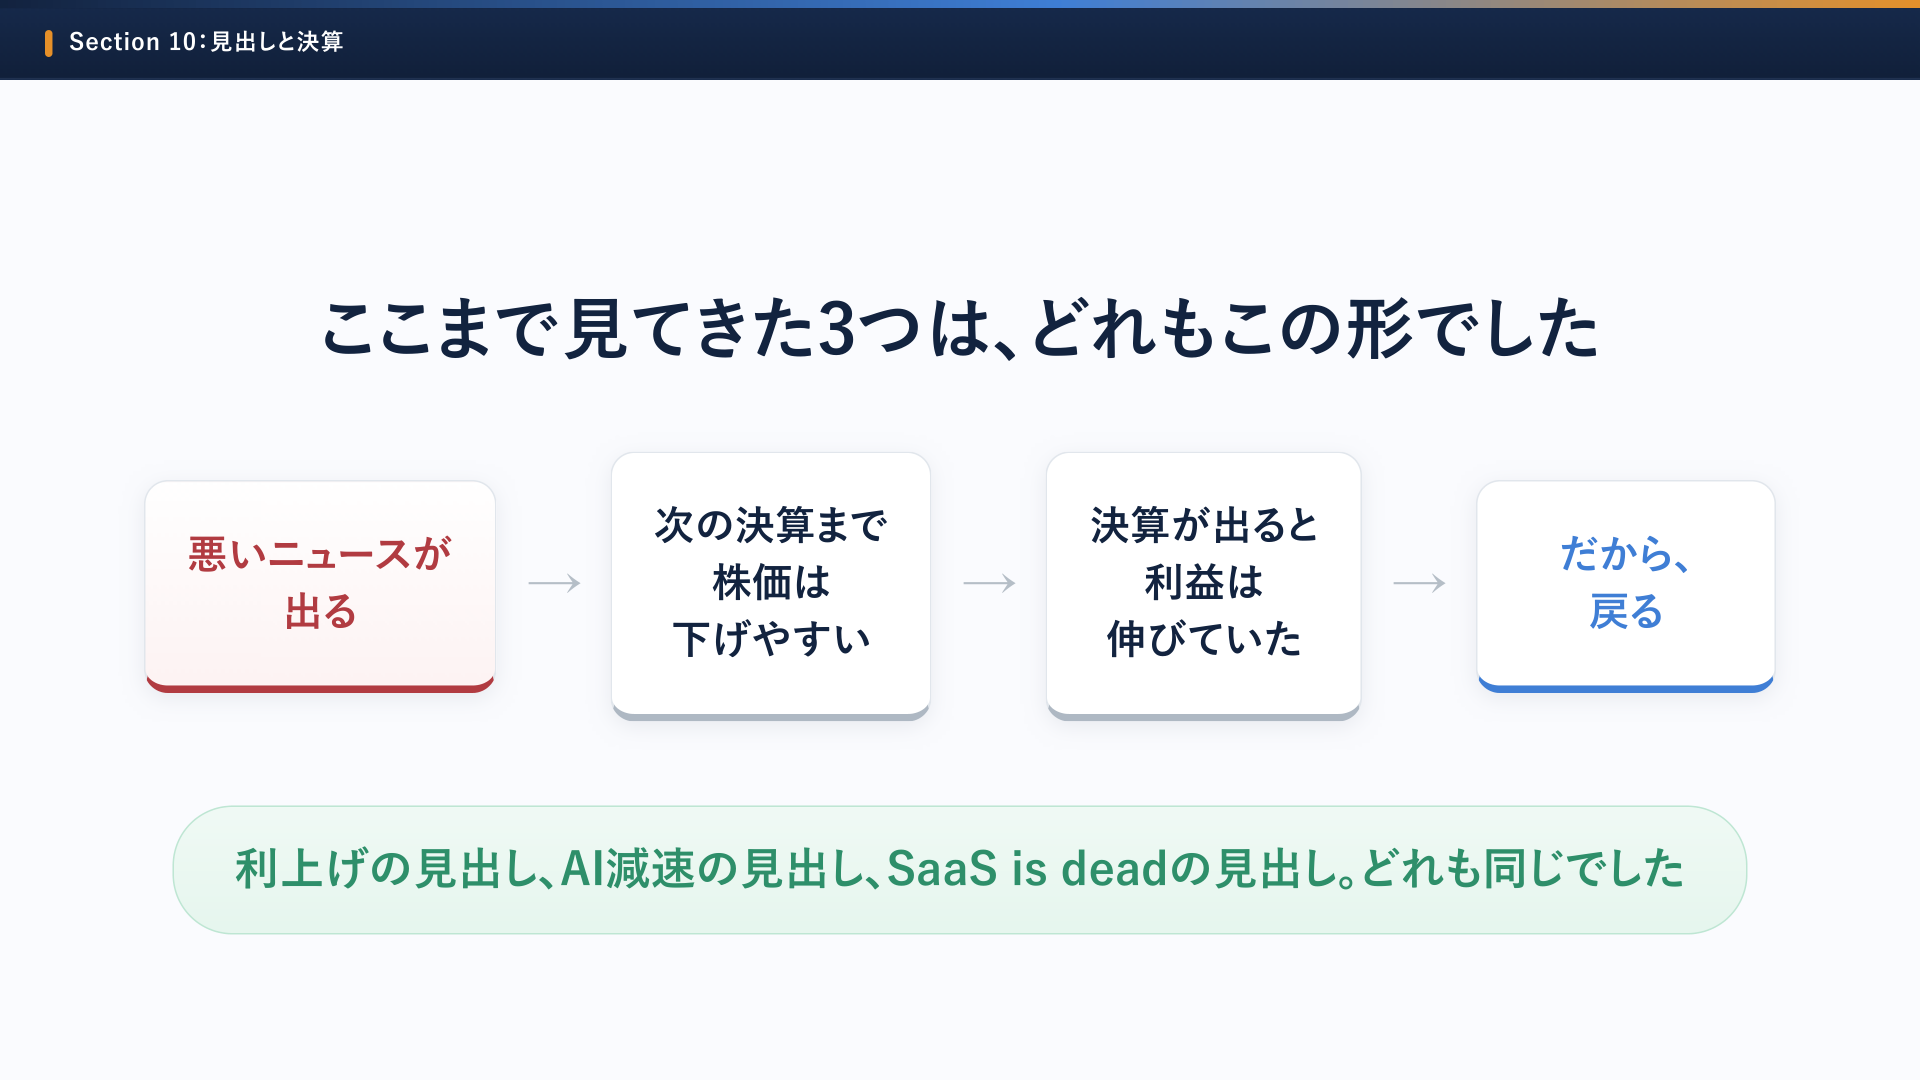 Section 10：見出しと決算
ここまで見てきた3つは、どれもこの形でした
悪いニュースが
出る
次の決算まで
株価は
下げやすい
決算が出ると
利益は
伸びていた
だから、
戻る
利上げの見出し、AI減速の見出し、SaaS is deadの見出し。どれも同じでした